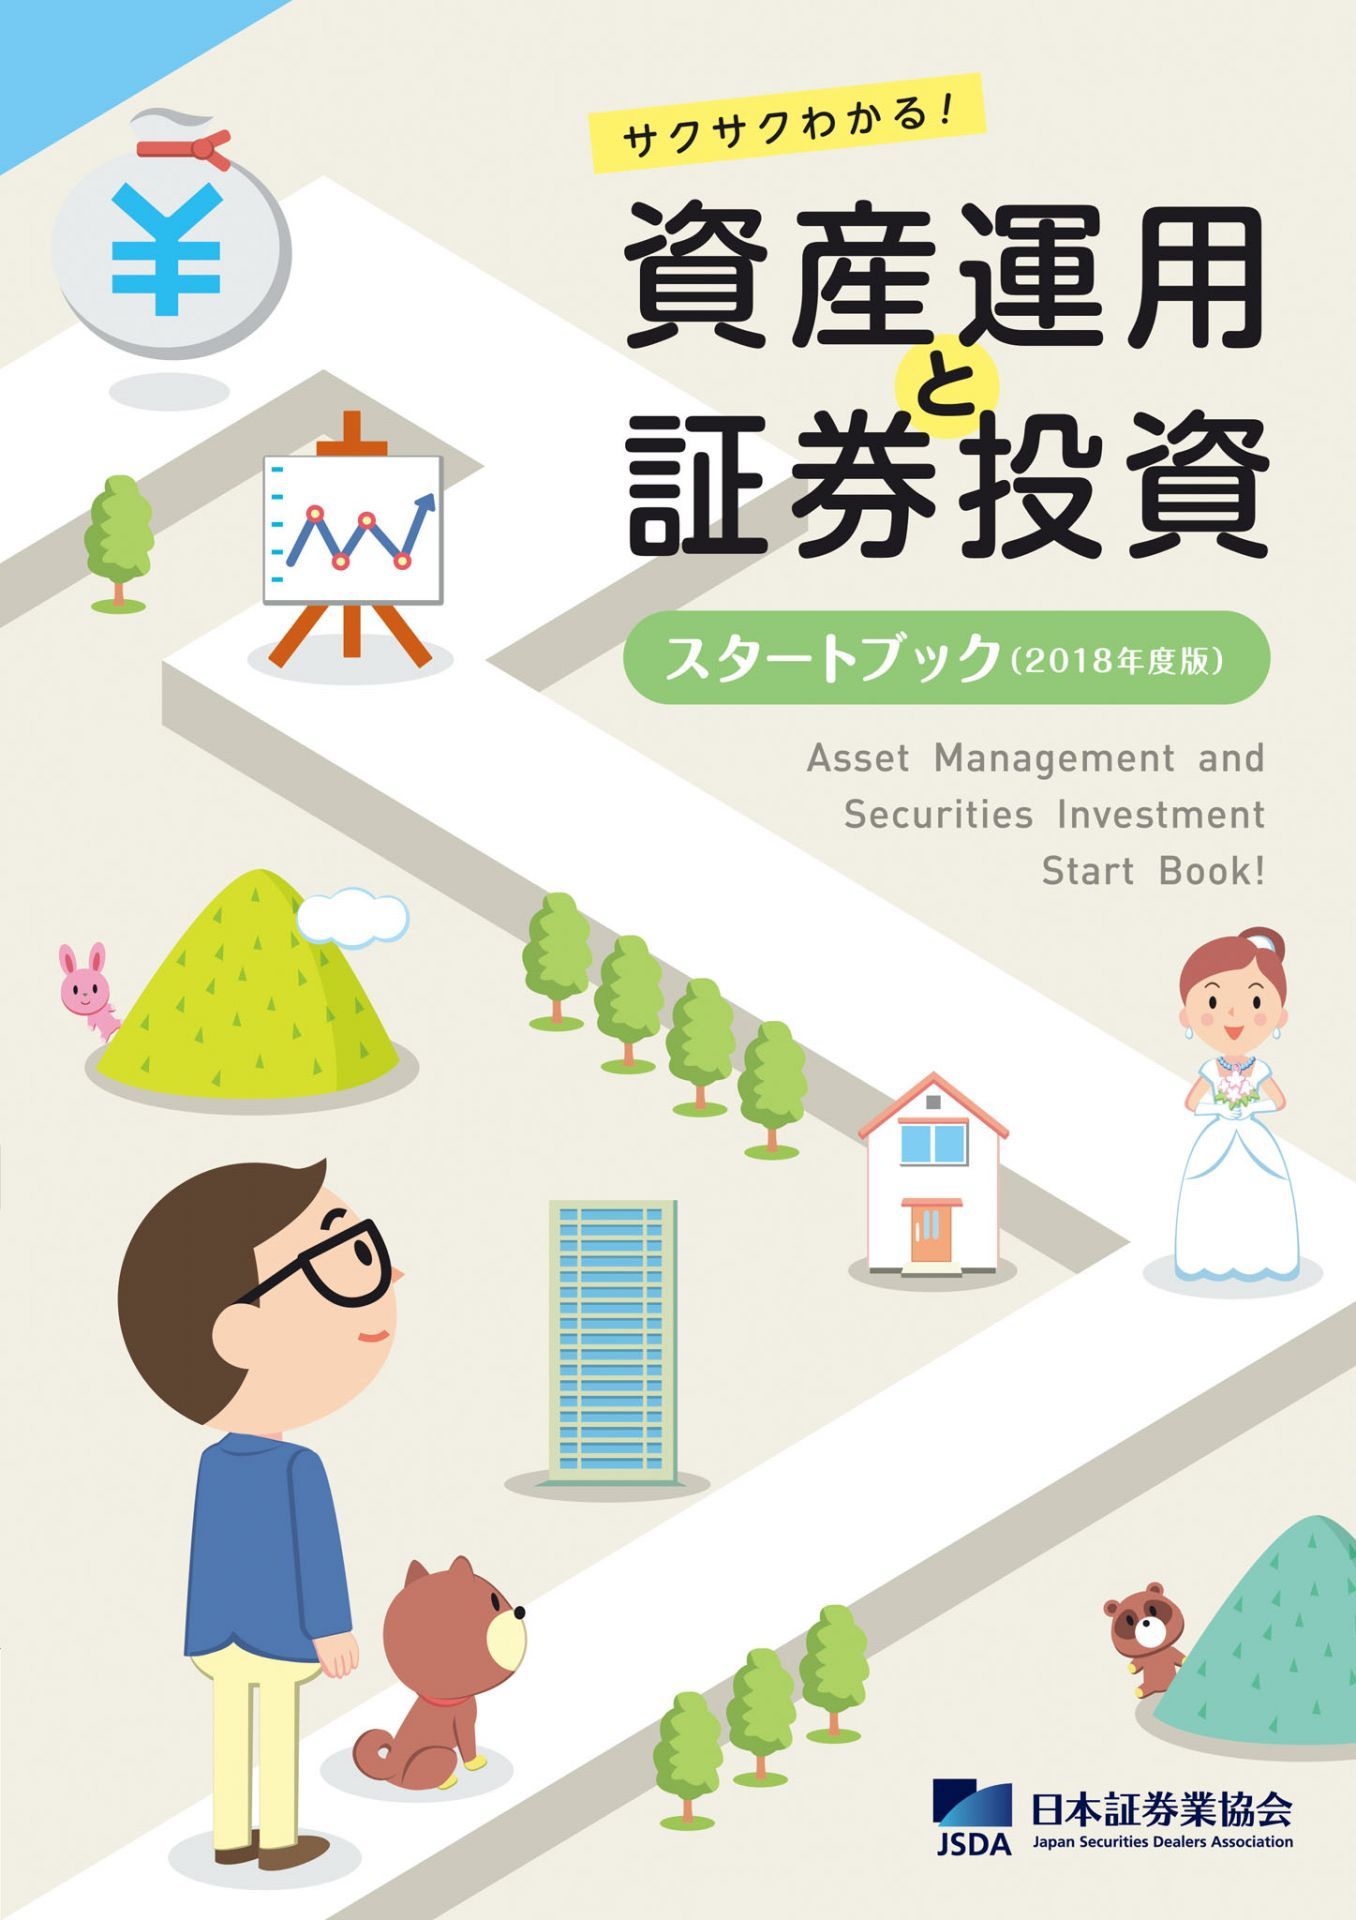 サクサクわかる!
資産運用
と
証券投資
スタートブック(2018年度版)
Asset Management and
Securities Investment
Start Book!
¥
JSDA
日本証券業協会
Japan Securities Dealers Association